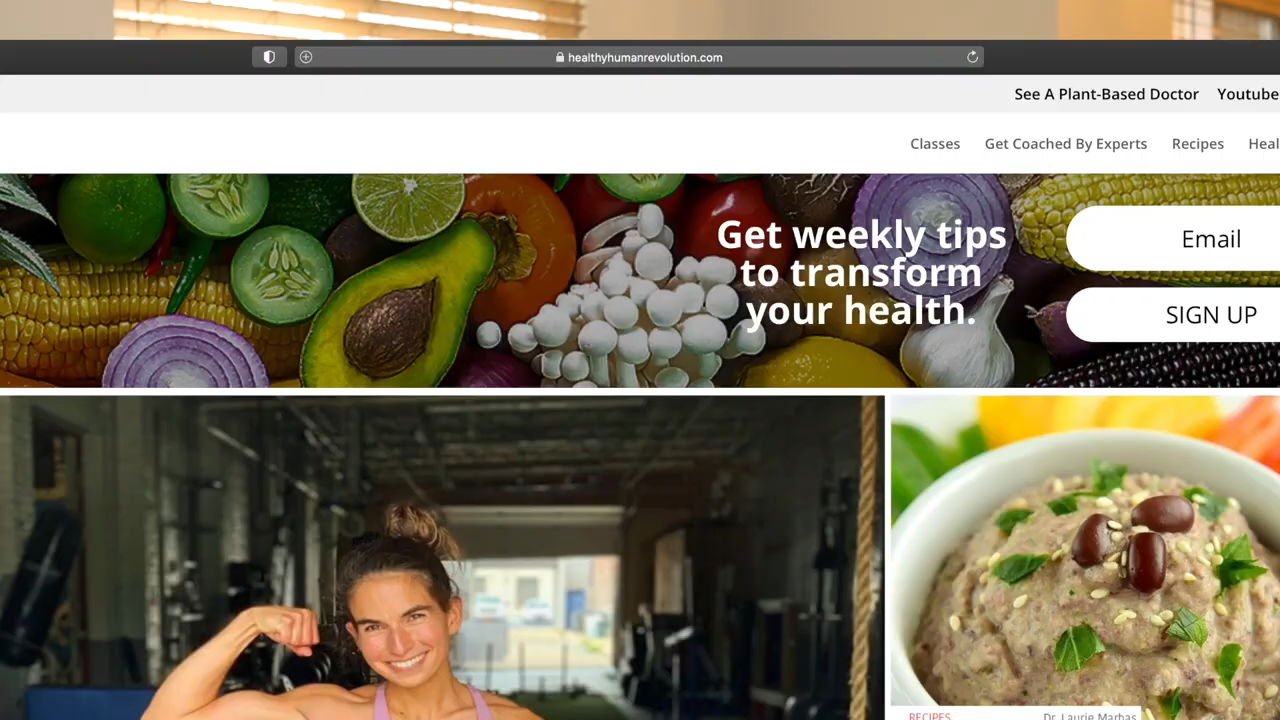 healthyhumanrevolution.com
See A Plant-Based Doctor Youtube
Classes Get Coached By Experts Recipes Heal
Get weekly tips
to transform
your health.
Email
SIGN UP
RECIPES Dr. Laurie Marbas